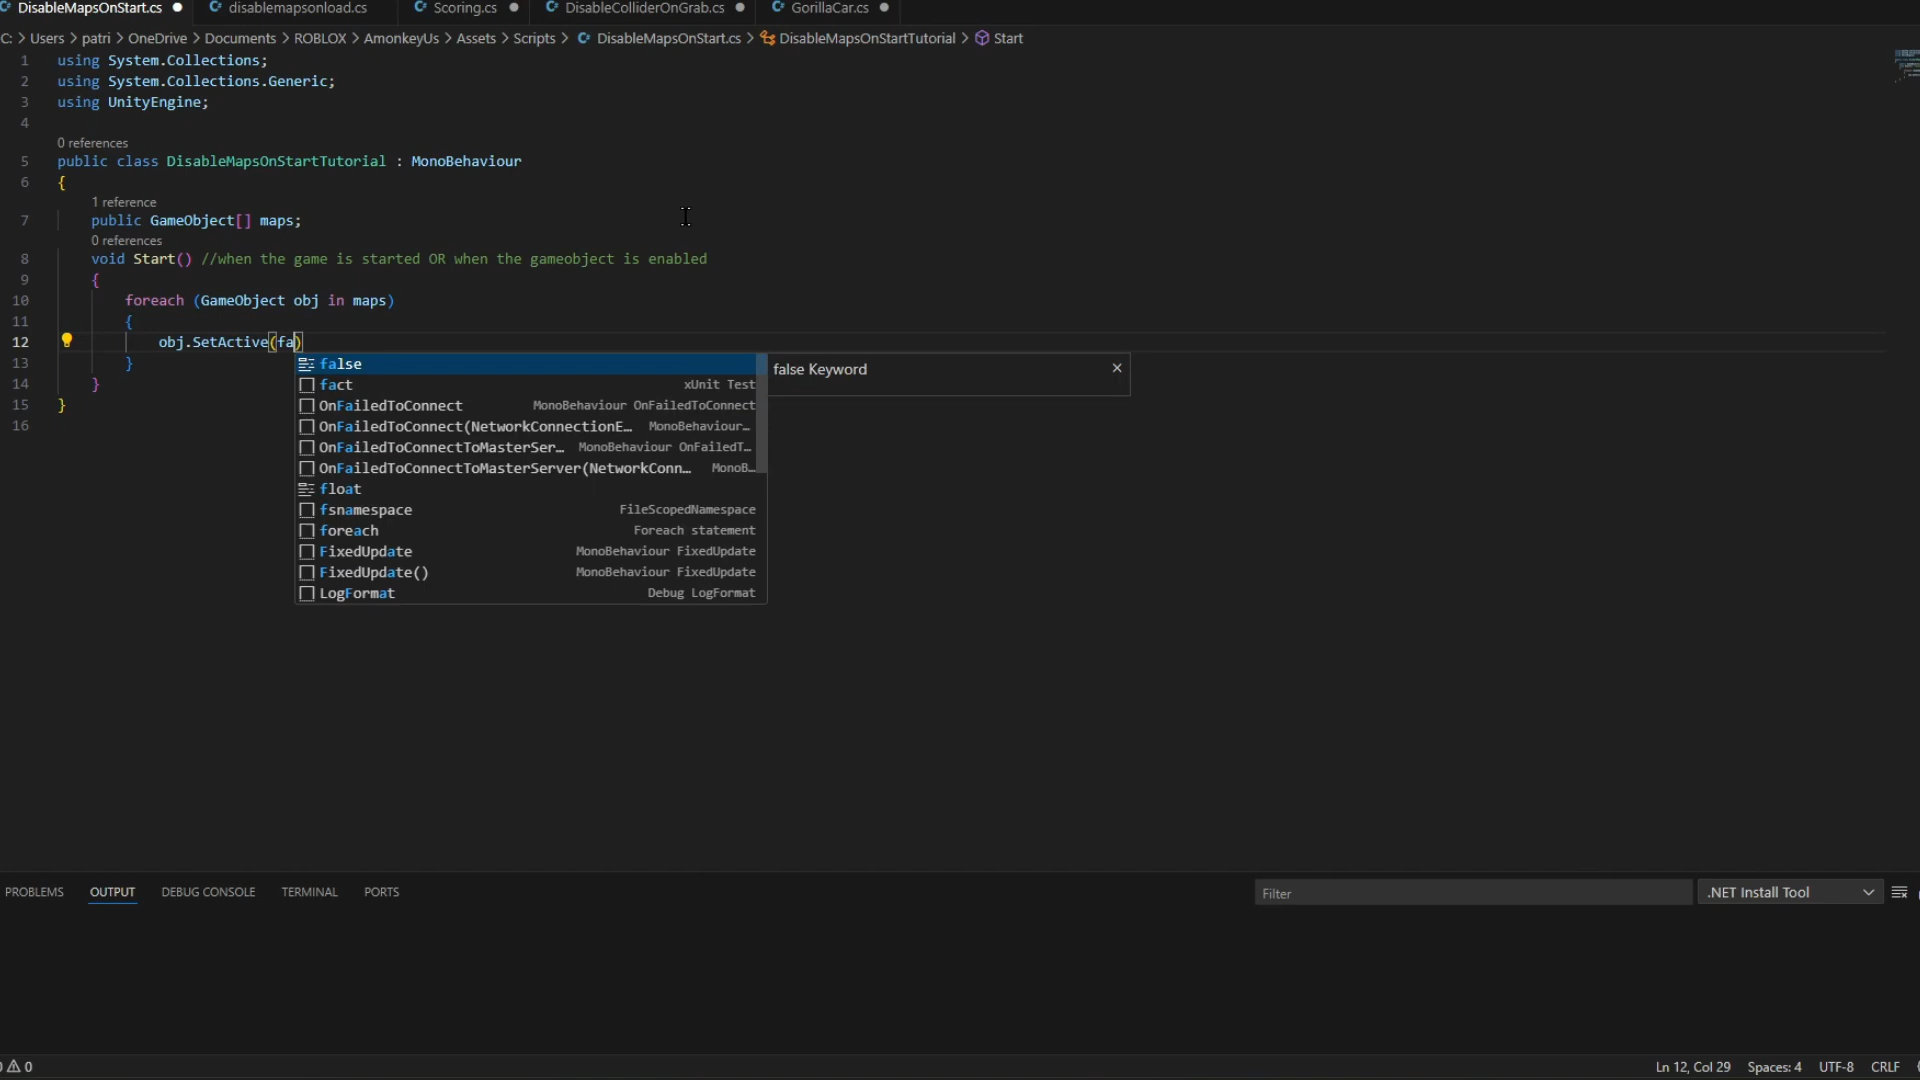 DisableMapsOnStart.cs disablemapsonload.cs Scoring.cs DisableColliderOnGrab.cs GorillaCar.cs
C: > Users > patri > OneDrive > Documents > ROBLOX > AmonkeyUs > Assets > Scripts > DisableMapsOnStart.cs > DisableMapsOnStartTutorial > Start
1 using System.Collections;
2 using System.Collections.Generic;
3 using UnityEngine;
4
0 references
5 public class DisableMapsOnStartTutorial : MonoBehaviour
6 {
1 reference
7 public GameObject[] maps;
0 references
8 void Start() //when the game is started OR when the gameobject is enabled
9 {
10 foreach (GameObject obj in maps)
11 {
12 obj.SetActive(fa)
13 }
14 }
15 }
16
false
false Keyword
fact xUnit Test
OnFailedToConnect MonoBehaviour OnFailedToConnect
OnFailedToConnect(NetworkConnectionE… MonoBehaviour…
OnFailedToConnectToMasterSer… MonoBehaviour OnFailedT…
OnFailedToConnectToMasterServer(NetworkConn… MonoB…
float
fsnamespace FileScopedNamespace
foreach Foreach statement
FixedUpdate MonoBehaviour FixedUpdate
FixedUpdate() MonoBehaviour FixedUpdate
LogFormat Debug LogFormat
PROBLEMS OUTPUT DEBUG CONSOLE TERMINAL PORTS Filter .NET Install Tool
0 Ln 12, Col 29 Spaces: 4 UTF-8 CRLF